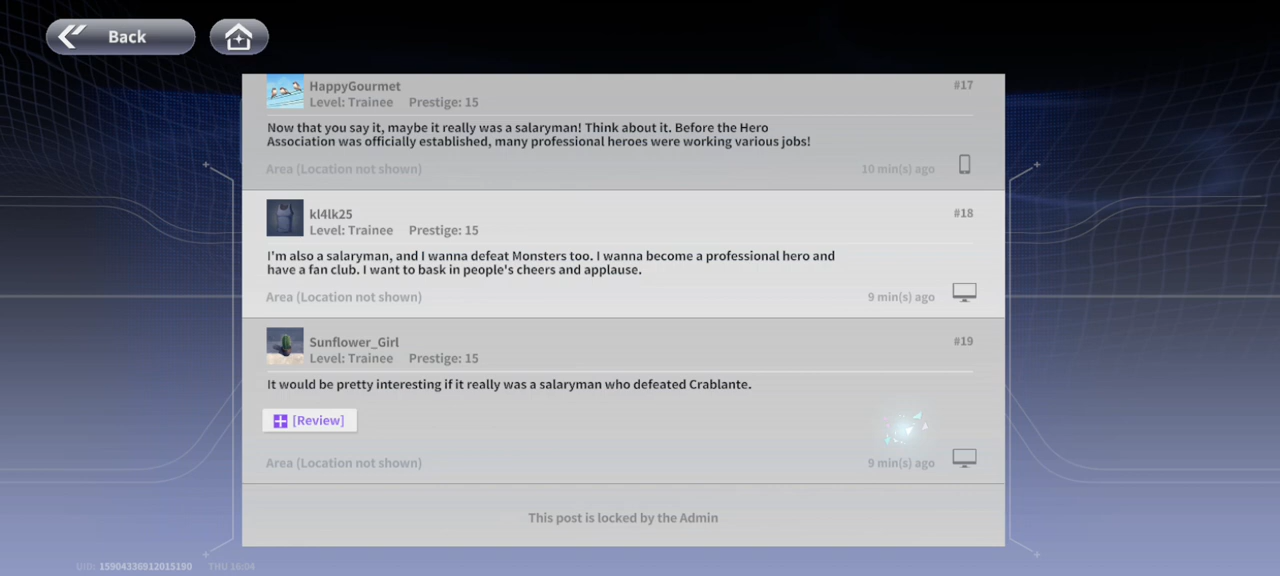 Back
HappyGourmet
#17
Level: Trainee Prestige: 15
Now that you say it, maybe it really was a salaryman! Think about it. Before the Hero
Association was officially established, many professional heroes were working various jobs!
Area (Location not shown)
10 min(s) ago
kl4lk25
#18
Level: Trainee Prestige: 15
I'm also a salaryman, and I wanna defeat Monsters too. I wanna become a professional hero and
have a fan club. I want to bask in people's cheers and applause.
Area (Location not shown)
9 min(s) ago
Sunflower_Girl
#19
Level: Trainee Prestige: 15
It would be pretty interesting if it really was a salaryman who defeated Crablante.
[Review]
Area (Location not shown)
9 min(s) ago
This post is locked by the Admin
UID: 15904336912015190 THU 16:04